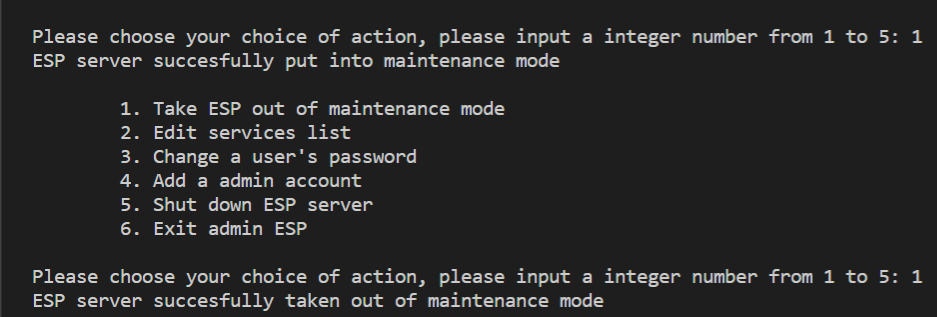 Please choose your choice of action, please input a integer number from 1 to 5: 1
ESP server succesfully put into maintenance mode
1. Take ESP out of maintenance mode
2. Edit services list
3. Change a user's password
4. Add a admin account
5. Shut down ESP server
6. Exit admin ESP
Please choose your choice of action, please input a integer number from 1 to 5: 1
ESP server succesfully taken out of maintenance mode